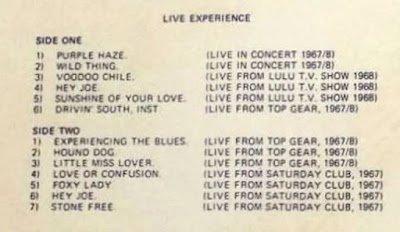 LIVE EXPERIENCE
SIDE ONE
1) PURPLE HAZE. (LIVE IN CONCERT 1967/8)
2) WILD THING. (LIVE IN CONCERT 1967/8)
3) VOODOO CHILE. (LIVE FROM LULU T.V. SHOW 1968)
4) HEY JOE. (LIVE FROM LULU T.V. SHOW 1968)
5) SUNSHINE OF YOUR LOVE. (LIVE FROM LULU T.V. SHOW 1968)
6) DRIVIN' SOUTH, INST. (LIVE FROM TOP GEAR, 1967/8)
SIDE TWO
1) EXPERIENCING THE BLUES. (LIVE FROM TOP GEAR, 1967/8)
2) HOUND DOG. (LIVE FROM TOP GEAR, 1967/8)
3) LITTLE MISS LOVER. (LIVE FROM TOP GEAR, 1967/8)
4) LOVE OR CONFUSION. (LIVE FROM SATURDAY CLUB, 1967)
5) FOXY LADY (LIVE FROM SATURDAY CLUB, 1967)
6) HEY JOE. (LIVE FROM SATURDAY CLUB, 1967)
7) STONE FREE. (LIVE FROM SATURDAY CLUB, 1967)